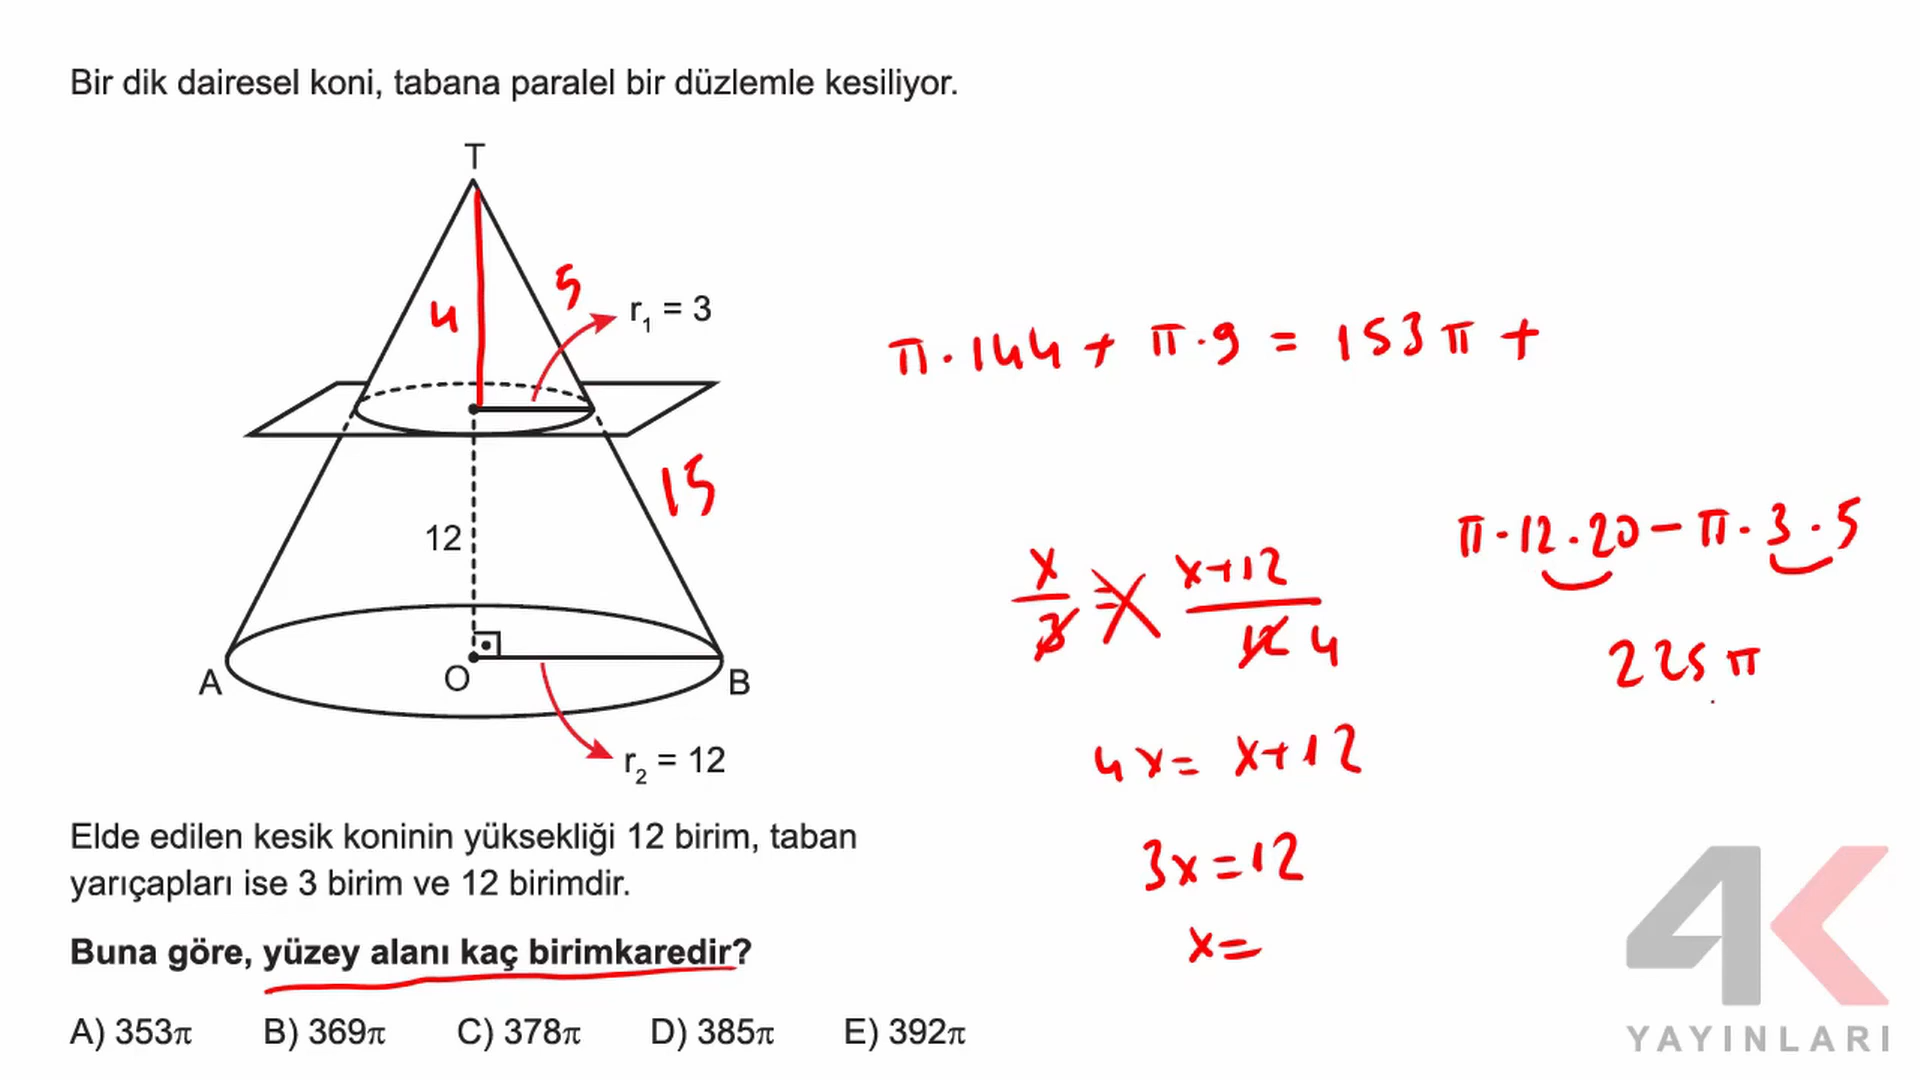 Bir dik dairesel koni, tabana paralel bir düzlemle kesiliyor.
T
4
5
r₁ = 3
π·144 + π·9 = 153π +
12
15
A
O
B
r₂ = 12
x/3 = x+12/12 4
π·12·20 − π·3·5
225π
4x = x+12
3x = 12
x =
Elde edilen kesik koninin yüksekliği 12 birim, taban
yarıçapları ise 3 birim ve 12 birimdir.
Buna göre, yüzey alanı kaç birimkaredir?
A) 353π B) 369π C) 378π D) 385π E) 392π
4K
YAYINLARI